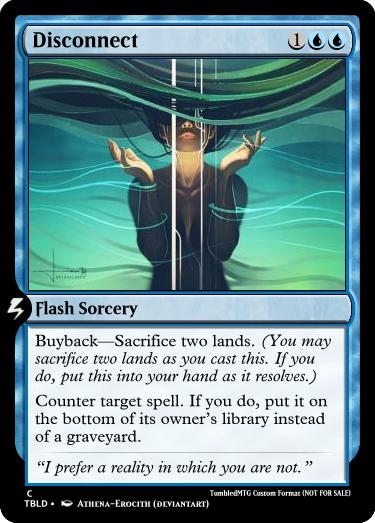 Disconnect 1
Flash Sorcery
Buyback—Sacrifice two lands. (You may
sacrifice two lands as you cast this. If you
do, put this into your hand as it resolves.)
Counter target spell. If you do, put it on
the bottom of its owner's library instead
of a graveyard.
“I prefer a reality in which you are not.”
C TumbledMTG Custom Format (NOT FOR SALE)
TBLD • Athena-Erocith (deviantart)